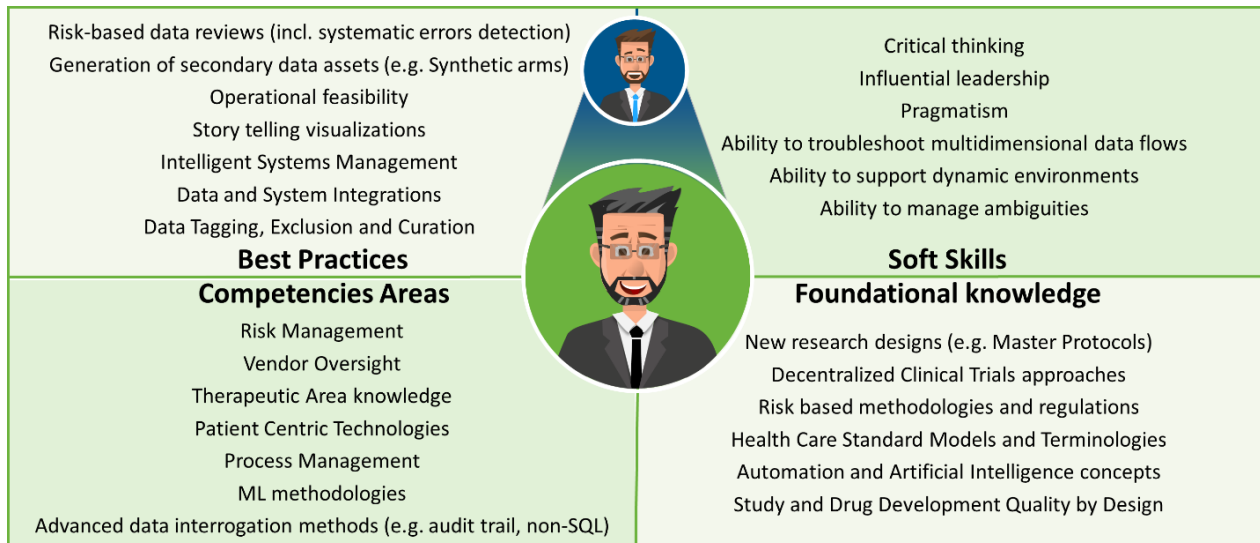 Risk-based data reviews (incl. systematic errors detection)
Generation of secondary data assets (e.g. Synthetic arms)
Operational feasibility
Story telling visualizations
Intelligent Systems Management
Data and System Integrations
Data Tagging, Exclusion and Curation
Best Practices
Critical thinking
Influential leadership
Pragmatism
Ability to troubleshoot multidimensional data flows
Ability to support dynamic environments
Ability to manage ambiguities
Soft Skills
Competencies Areas
Risk Management
Vendor Oversight
Therapeutic Area knowledge
Patient Centric Technologies
Process Management
ML methodologies
Advanced data interrogation methods (e.g. audit trail, non-SQL)
Foundational knowledge
New research designs (e.g. Master Protocols)
Decentralized Clinical Trials approaches
Risk based methodologies and regulations
Health Care Standard Models and Terminologies
Automation and Artificial Intelligence concepts
Study and Drug Development Quality by Design